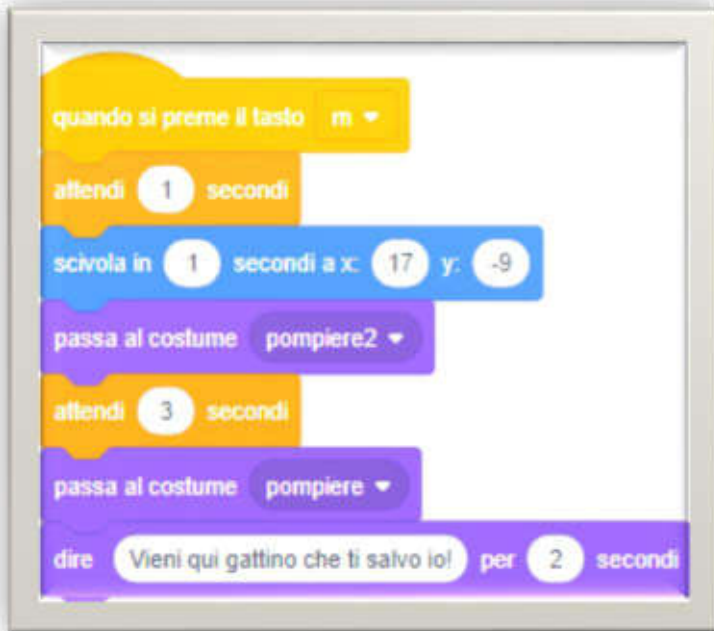 quando si preme il tasto m
attendi 1 secondi
scivola in 1 secondi a x: 17 y: -9
passa al costume pompiere2
attendi 3 secondi
passa al costume pompiere
dire Vieni qui gattino che ti salvo io! per 2 secondi